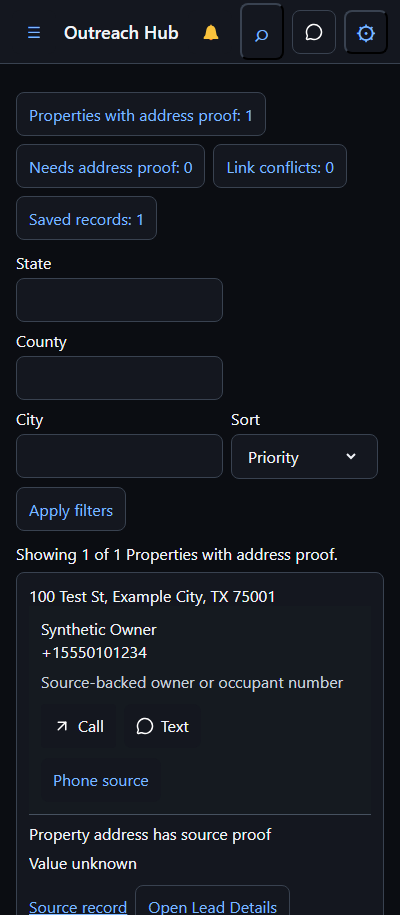 Outreach Hub
Properties with address proof: 1
Needs address proof: 0
Link conflicts: 0
Saved records: 1
State
County
City
Sort
Priority
Apply filters
Showing 1 of 1 Properties with address proof.
100 Test St, Example City, TX 75001
Synthetic Owner
+15550101234
Source-backed owner or occupant number
Call
Text
Phone source
Property address has source proof
Value unknown
Source record
Open Lead Details